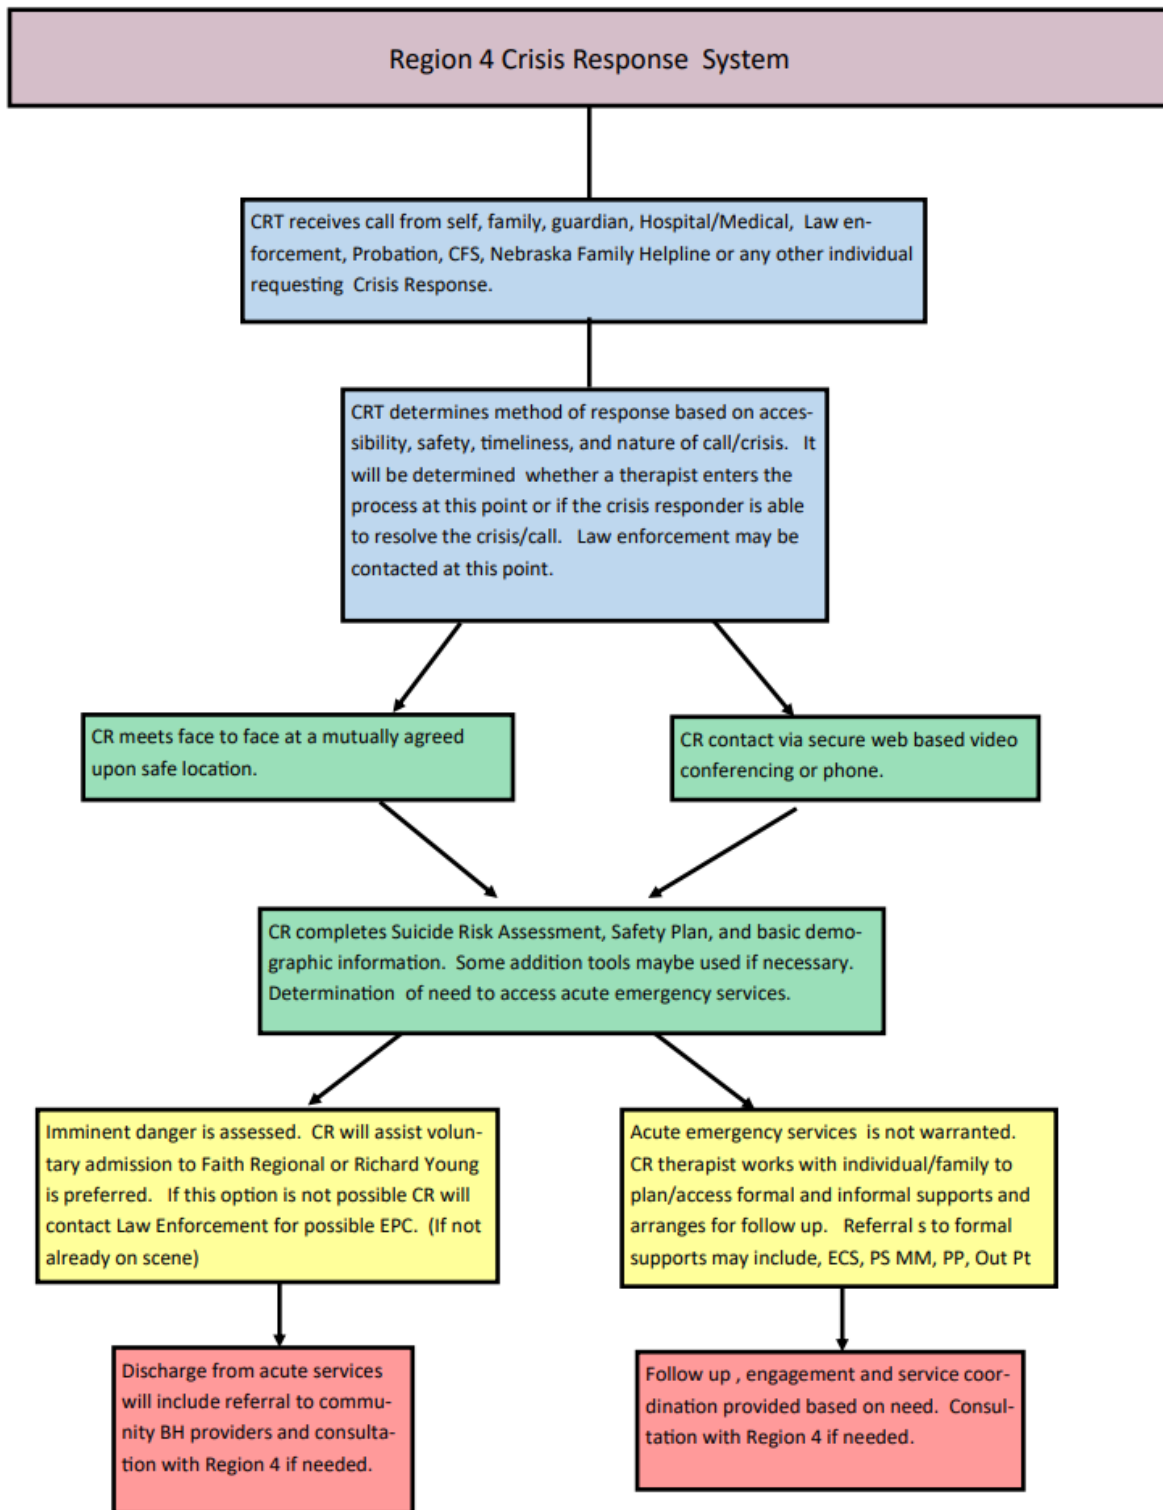 Region 4 Crisis Response  System
CRT receives call from self, family, guardian, Hospital/Medical,  Law en-
forcement, Probation, CFS, Nebraska Family Helpline or any other individual
requesting  Crisis Response.
CRT determines method of response based on acces-
sibility, safety, timeliness, and nature of call/crisis.   It
will be determined  whether a therapist enters the
process at this point or if the crisis responder is able
to resolve the crisis/call.   Law enforcement may be
contacted at this point.
CR meets face to face at a mutually agreed
upon safe location.
CR contact via secure web based video
conferencing or phone.
CR completes Suicide Risk Assessment, Safety Plan, and basic demo-
graphic information.  Some addition tools maybe used if necessary.
Determination  of need to access acute emergency services.
Imminent danger is assessed.  CR will assist volun-
tary admission to Faith Regional or Richard Young
is preferred.   If this option is not possible CR will
contact Law Enforcement for possible EPC.  (If not
already on scene)
Acute emergency services  is not warranted.
CR therapist works with individual/family to
plan/access formal and informal supports and
arranges for follow up.   Referral s to formal
supports may include, ECS, PS MM, PP, Out Pt
Discharge from acute services
will include referral to commu-
nity BH providers and consulta-
tion with Region 4 if needed.
Follow up , engagement and service coor-
dination provided based on need.  Consul-
tation with Region 4 if needed.